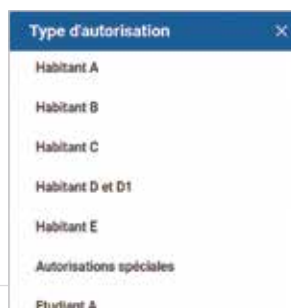 Type d'autorisation
Habitant A
Habitant B
Habitant C
Habitant D et D1
Habitant E
Autorisations spéciales
Etudiant A